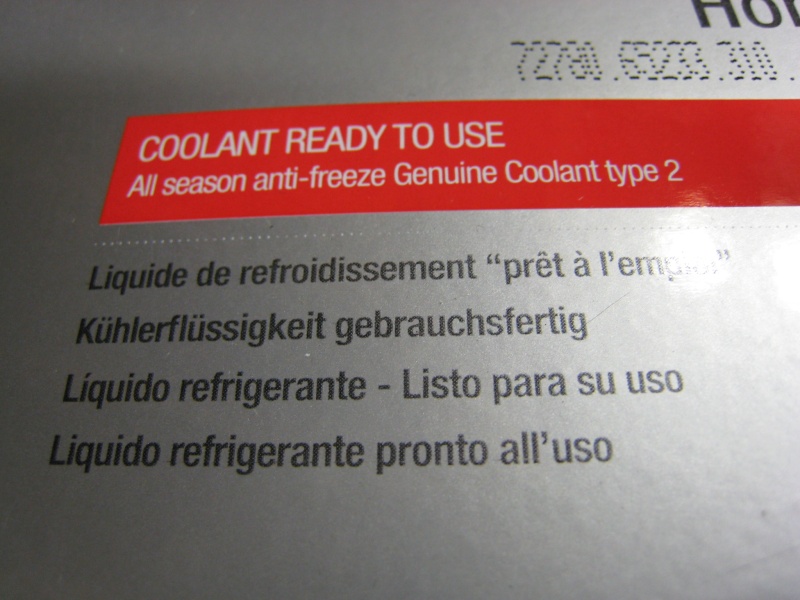 COOLANT READY TO USE
All season anti-freeze Genuine Coolant type 2
Liquide de refroidissement “prêt à l’emploi”
Kühlerflüssigkeit gebrauchsfertig
Líquido refrigerante - Listo para su uso
Liquido refrigerante pronto all’uso